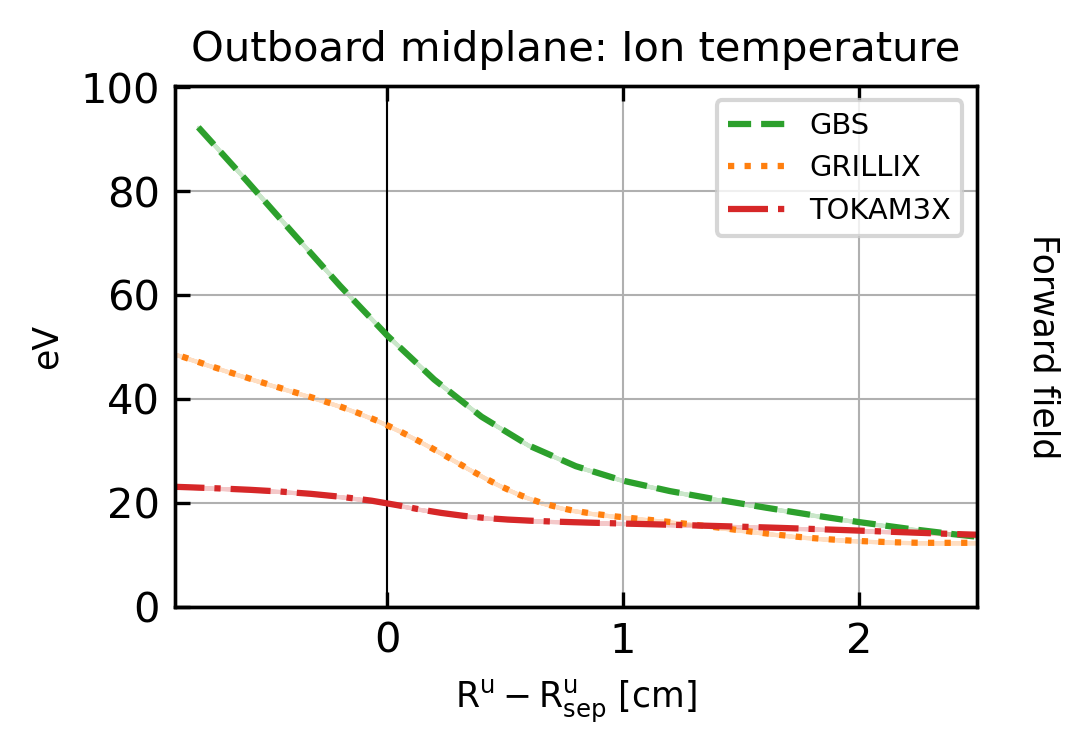 Outboard midplane: Ion temperature
100
80
60
40
20
0
eV
GBS
GRILLIX
TOKAM3X
Forward field
0 1 2
Rᵘ − Rᵘsep [cm]